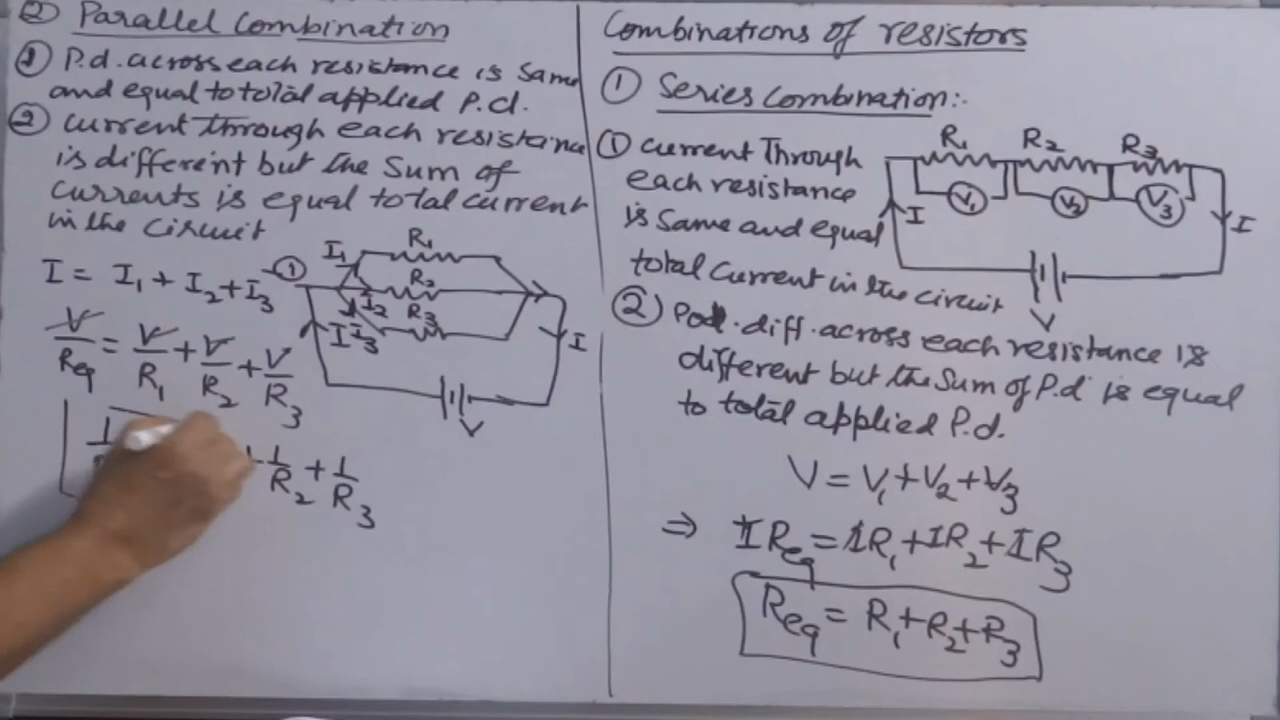 Combinations of resistors
① Series Combination:.
① Current Through
each resistance
is Same and equal
total Current in the circuit
R₁ R₂ R₃
V₁ V₂ V₃
I I
V
② Pot. diff. across each resistance is
different but the Sum of P.d is equal
to total applied P.d.
V = V₁+V₂+V₃
⇒ IReq = IR₁+IR₂+IR₃
Req = R₁+R₂+R₃
② Parallel Combination
① P.d. across each resistance is Same
and equal to total applied P.d.
② Current through each resistance
is different but the Sum of
currents is equal total current
in the circuit
I = I₁ + I₂+I₃ -①
V/Req = V/R₁ + V/R₂ + V/R₃
I₁ R₁
I₂ R₂
I₃ R₃
I I
V
1 + 1/R₂ + 1/R₃